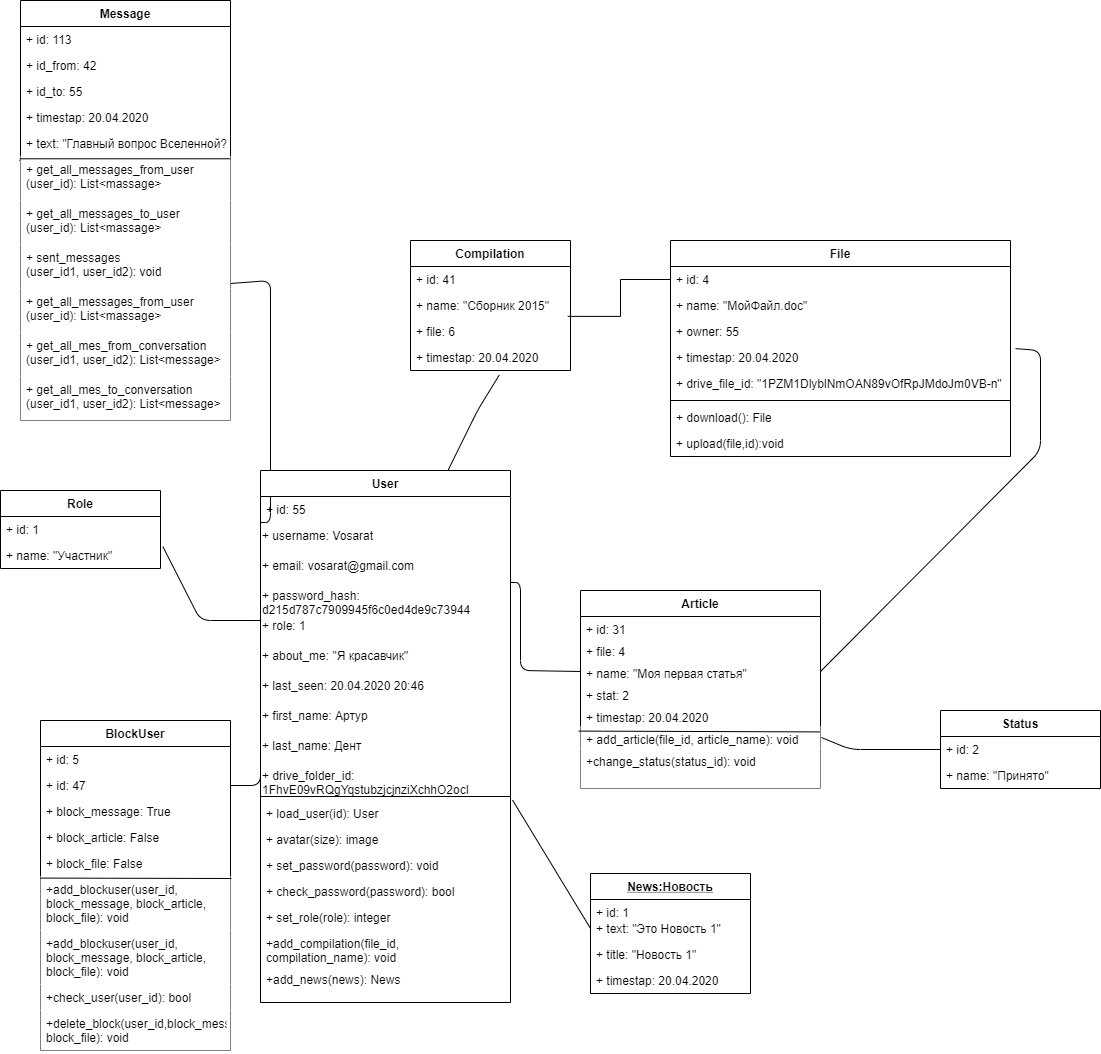 Message
+ id: 113
+ id_from: 42
+ id_to: 55
+ timestap: 20.04.2020
+ text: "Главный вопрос Вселенной?
+ get_all_messages_from_user
(user_id): List<massage>
+ get_all_messages_to_user
(user_id): List<massage>
+ sent_messages
(user_id1, user_id2): void
+ get_all_messages_from_user
(user_id): List<massage>
+ get_all_mes_from_conversation
(user_id1, user_id2): List<message>
+ get_all_mes_to_conversation
(user_id1, user_id2): List<message>
Compilation
+ id: 41
+ name: "Сборник 2015"
+ file: 6
+ timestap: 20.04.2020
File
+ id: 4
+ name: "МойФайл.doc"
+ owner: 55
+ timestap: 20.04.2020
+ drive_file_id: "1PZM1DlyblNmOAN89vOfRpJMdoJm0VB-n"
+ download(): File
+ upload(file,id):void
Role
+ id: 1
+ name: "Участник"
User
+ id: 55
+ username: Vosarat
+ email: vosarat@gmail.com
+ password_hash:
d215d787c7909945f6c0ed4de9c73944
+ role: 1
+ about_me: "Я красавчик"
+ last_seen: 20.04.2020 20:46
+ first_name: Артур
+ last_name: Дент
+ drive_folder_id:
1FhvE09vRQgYqstubzjcjnziXchhO2ocI
+ load_user(id): User
+ avatar(size): image
+ set_password(password): void
+ check_password(password): bool
+ set_role(role): integer
+add_compilation(file_id,
compilation_name): void
+add_news(news): News
Article
+ id: 31
+ file: 4
+ name: "Моя первая статья"
+ stat: 2
+ timestap: 20.04.2020
+ add_article(file_id, article_name): void
+change_status(status_id): void
Status
+ id: 2
+ name: "Принято"
BlockUser
+ id: 5
+ id: 47
+ block_message: True
+ block_article: False
+ block_file: False
+add_blockuser(user_id,
block_message, block_article,
block_file): void
+add_blockuser(user_id,
block_message, block_article,
block_file): void
+check_user(user_id): bool
+delete_block(user_id,block_mes
block_file): void
News:Новость
+ id: 1
+ text: "Это Новость 1"
+ title: "Новость 1"
+ timestap: 20.04.2020